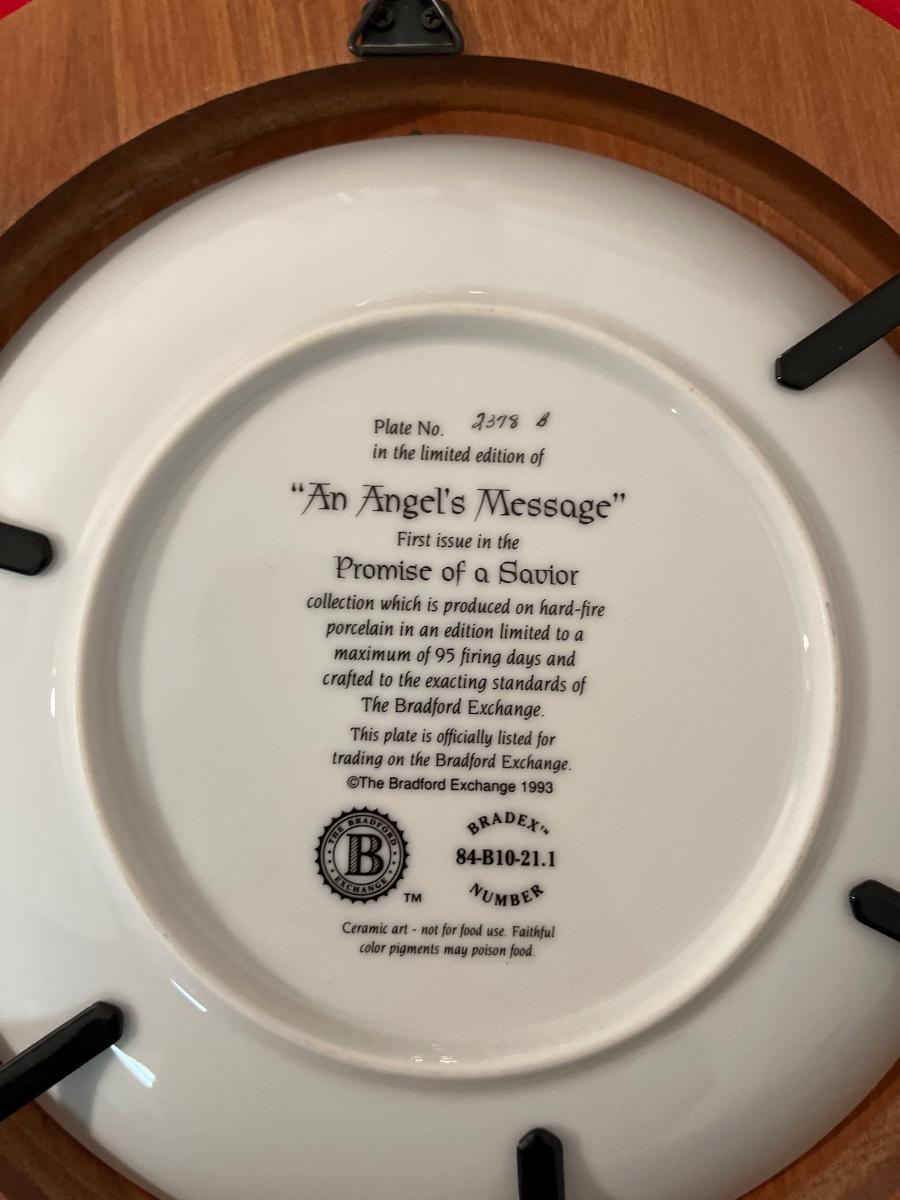 Plate No. 2378 B
in the limited edition of
“An Angel's Message”
First issue in the
Promise of a Savior
collection which is produced on hard-fire
porcelain in an edition limited to a
maximum of 95 firing days and
crafted to the exacting standards of
The Bradford Exchange.
This plate is officially listed for
trading on the Bradford Exchange.
©The Bradford Exchange 1993
THE BRADFORD
B
EXCHANGE
TM
BRADEX™
84-B10-21.1
NUMBER
Ceramic art - not for food use. Faithful
color pigments may poison food.